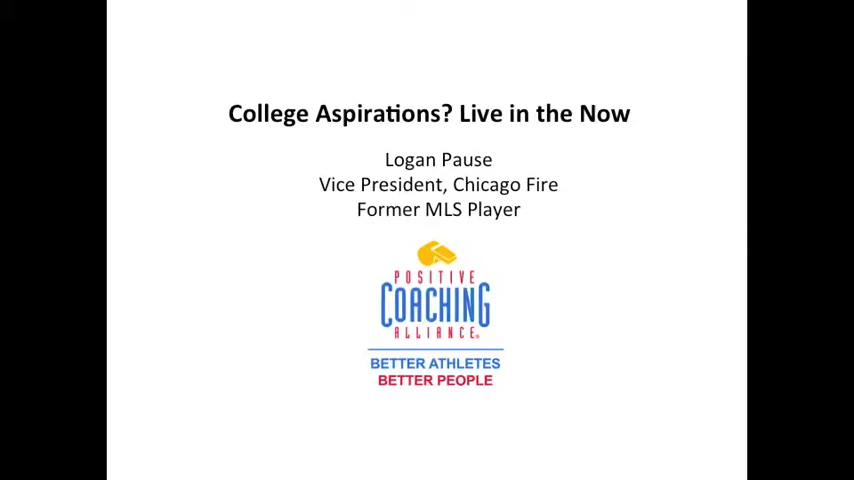 College Aspirations? Live in the Now
Logan Pause
Vice President, Chicago Fire
Former MLS Player
POSITIVE
COACHING
ALLIANCE®
BETTER ATHLETES
BETTER PEOPLE